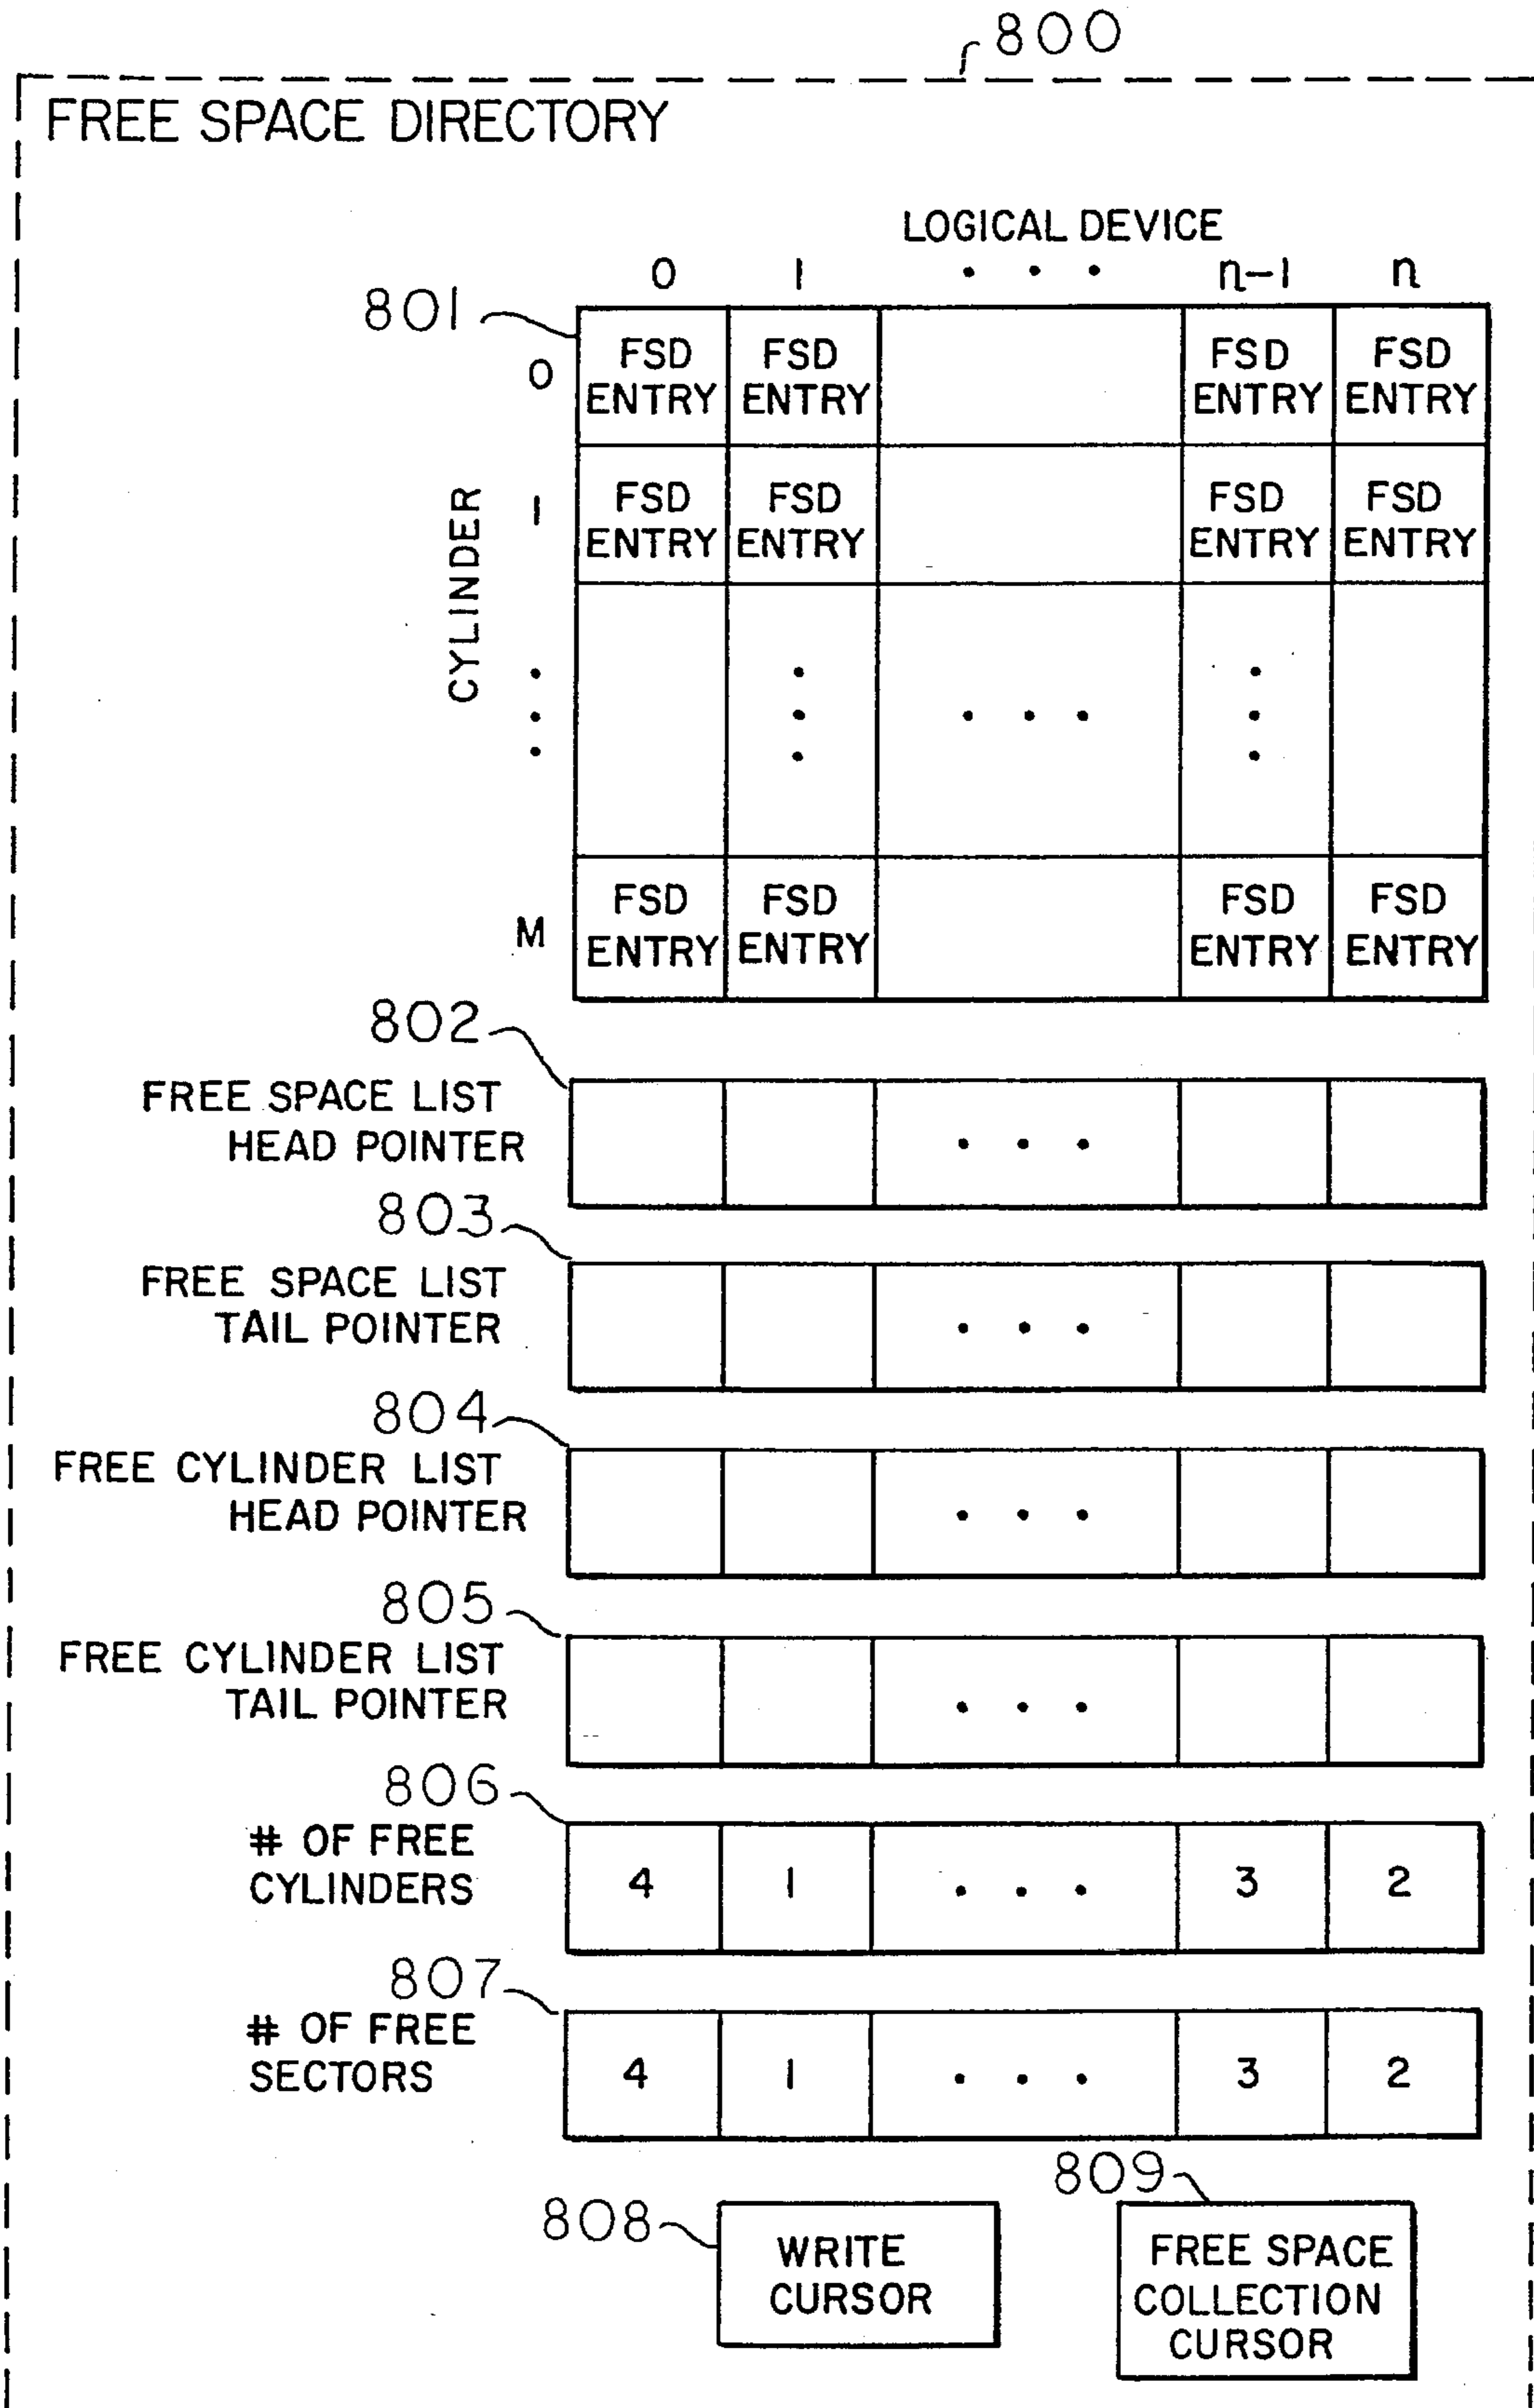 800
FREE SPACE DIRECTORY
LOGICAL DEVICE
0 1 • • • n-1 n
801
0
FSD ENTRY FSD ENTRY FSD ENTRY FSD ENTRY
CYLINDER
1
FSD ENTRY FSD ENTRY FSD ENTRY FSD ENTRY
M
FSD ENTRY FSD ENTRY FSD ENTRY FSD ENTRY
802
FREE SPACE LIST
HEAD POINTER
• • •
803
FREE SPACE LIST
TAIL POINTER
• • •
804
FREE CYLINDER LIST
HEAD POINTER
• • •
805
FREE CYLINDER LIST
TAIL POINTER
• • •
806
# OF FREE
CYLINDERS
4 1 • • • 3 2
807
# OF FREE
SECTORS
4 1 • • • 3 2
808
WRITE
CURSOR
809
FREE SPACE
COLLECTION
CURSOR